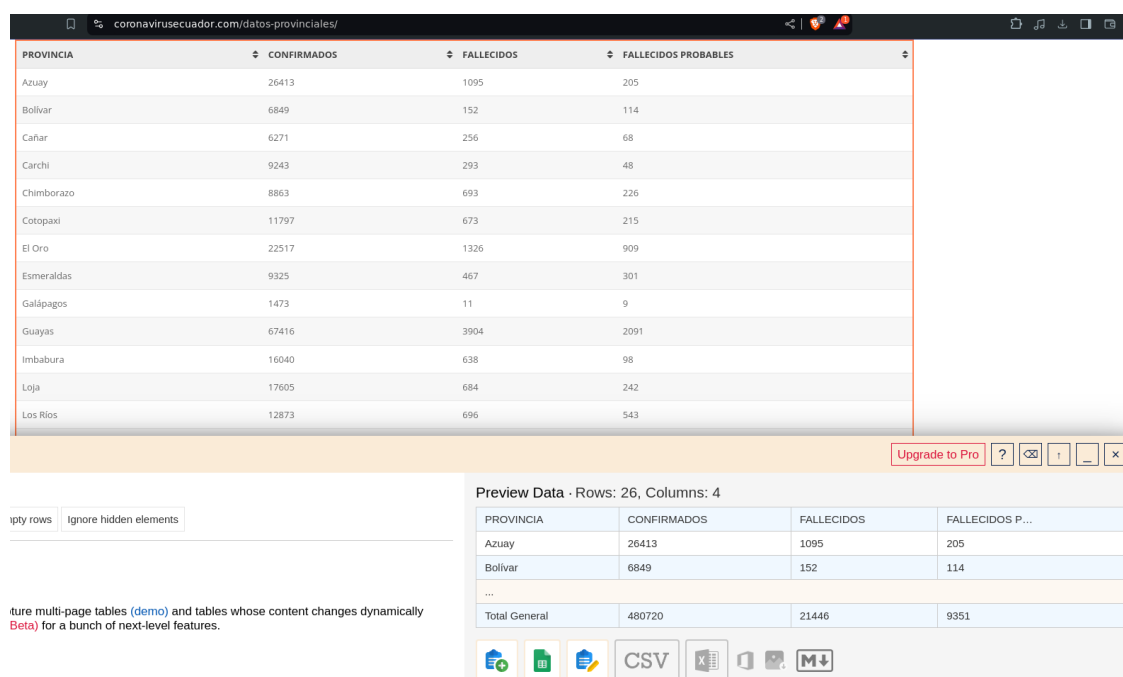 coronavirusecuador.com/datos-provinciales/
PROVINCIA CONFIRMADOS FALLECIDOS FALLECIDOS PROBABLES
Azuay 26413 1095 205
Bolívar 6849 152 114
Cañar 6271 256 68
Carchi 9243 293 48
Chimborazo 8863 693 226
Cotopaxi 11797 673 215
El Oro 22517 1326 909
Esmeraldas 9325 467 301
Galápagos 1473 11 9
Guayas 67416 3904 2091
Imbabura 16040 638 98
Loja 17605 684 242
Los Ríos 12873 696 543
Upgrade to Pro ?
Preview Data · Rows: 26, Columns: 4
rows Ignore hidden elements
PROVINCIA CONFIRMADOS FALLECIDOS FALLECIDOS P...
Azuay 26413 1095 205
Bolívar 6849 152 114
...
Total General 480720 21446 9351
multi-page tables (demo) and tables whose content changes dynamically
Beta) for a bunch of next-level features.
CSV M